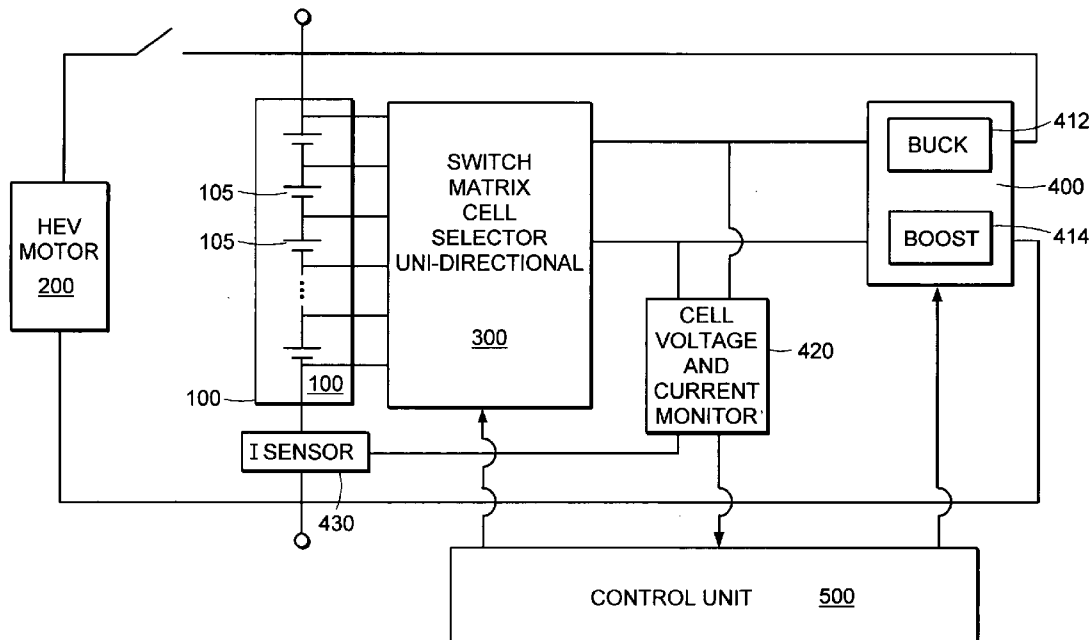 412
BUCK
SWITCH
MATRIX
CELL
SELECTOR
UNI-DIRECTIONAL
300
105
105
400
HEV
MOTOR
200
BOOST
414
CELL
VOLTAGE
AND
CURRENT
MONITOR
420
100
100
I SENSOR
430
CONTROL UNIT
500